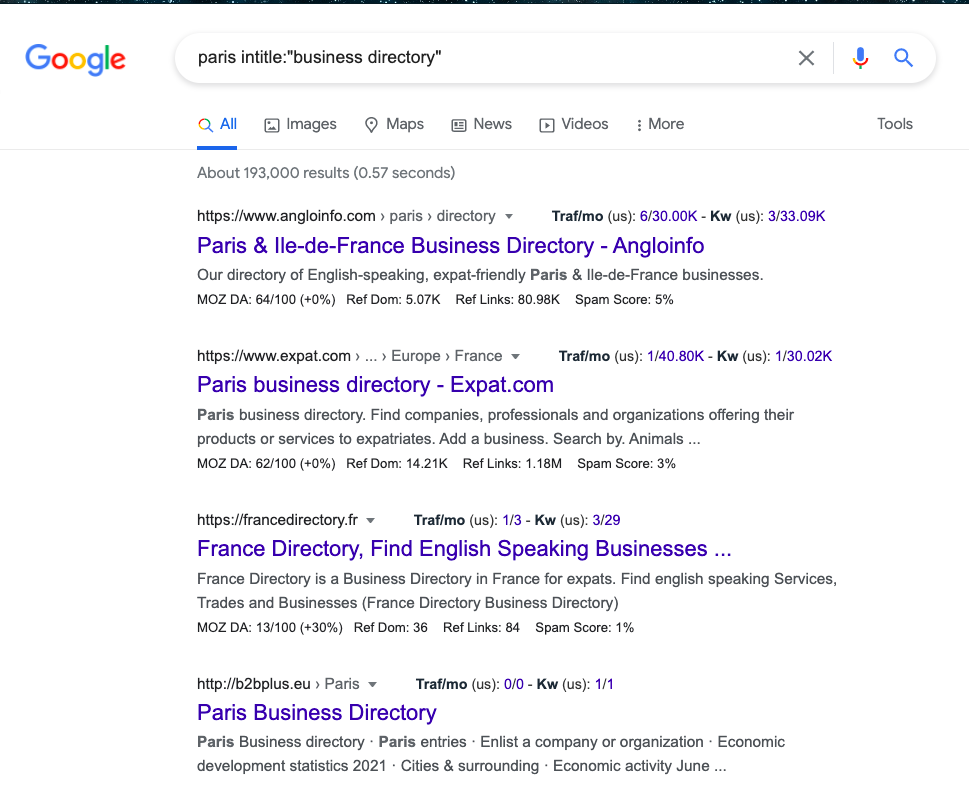 Google
paris intitle:"business directory"
All Images Maps News Videos More Tools
About 193,000 results (0.57 seconds)
https://www.angloinfo.com › paris › directory Traf/mo (us): 6/30.00K - Kw (us): 3/33.09K
Paris & Ile-de-France Business Directory - Angloinfo
Our directory of English-speaking, expat-friendly Paris & Ile-de-France businesses.
MOZ DA: 64/100 (+0%) Ref Dom: 5.07K Ref Links: 80.98K Spam Score: 5%
https://www.expat.com › ... › Europe › France Traf/mo (us): 1/40.80K - Kw (us): 1/30.02K
Paris business directory - Expat.com
Paris business directory. Find companies, professionals and organizations offering their
products or services to expatriates. Add a business. Search by. Animals ...
MOZ DA: 62/100 (+0%) Ref Dom: 14.21K Ref Links: 1.18M Spam Score: 3%
https://francedirectory.fr Traf/mo (us): 1/3 - Kw (us): 3/29
France Directory, Find English Speaking Businesses ...
France Directory is a Business Directory in France for expats. Find english speaking Services,
Trades and Businesses (France Directory Business Directory)
MOZ DA: 13/100 (+30%) Ref Dom: 36 Ref Links: 84 Spam Score: 1%
http://b2bplus.eu › Paris Traf/mo (us): 0/0 - Kw (us): 1/1
Paris Business Directory
Paris Business directory · Paris entries · Enlist a company or organization · Economic
development statistics 2021 · Cities & surrounding · Economic activity June ...